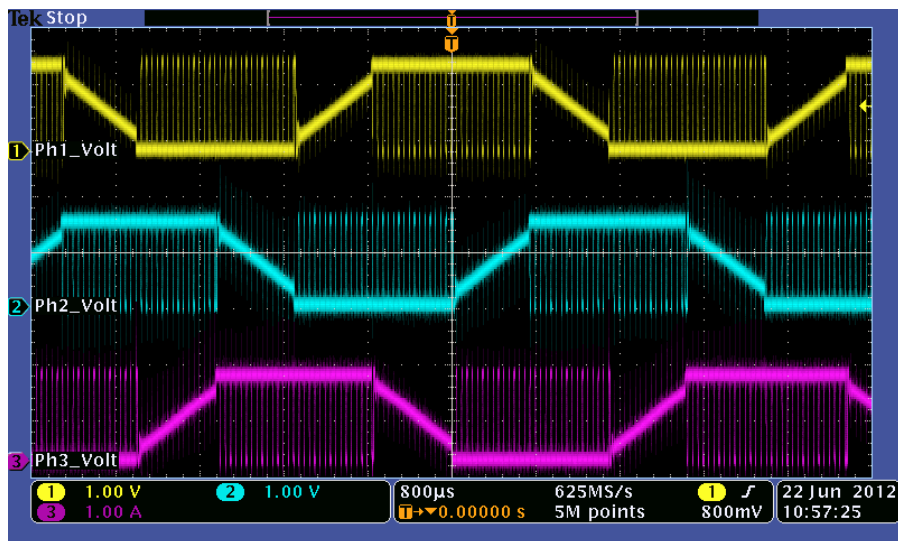 Tek Stop
T
T
1 Ph1_Volt
2 Ph2_Volt
3 Ph3_Volt
1 1.00 V 2 1.00 V 800µs 625MS/s 1 22 Jun 2012
3 1.00 A T→▼0.00000 s 5M points 800mV 10:57:25